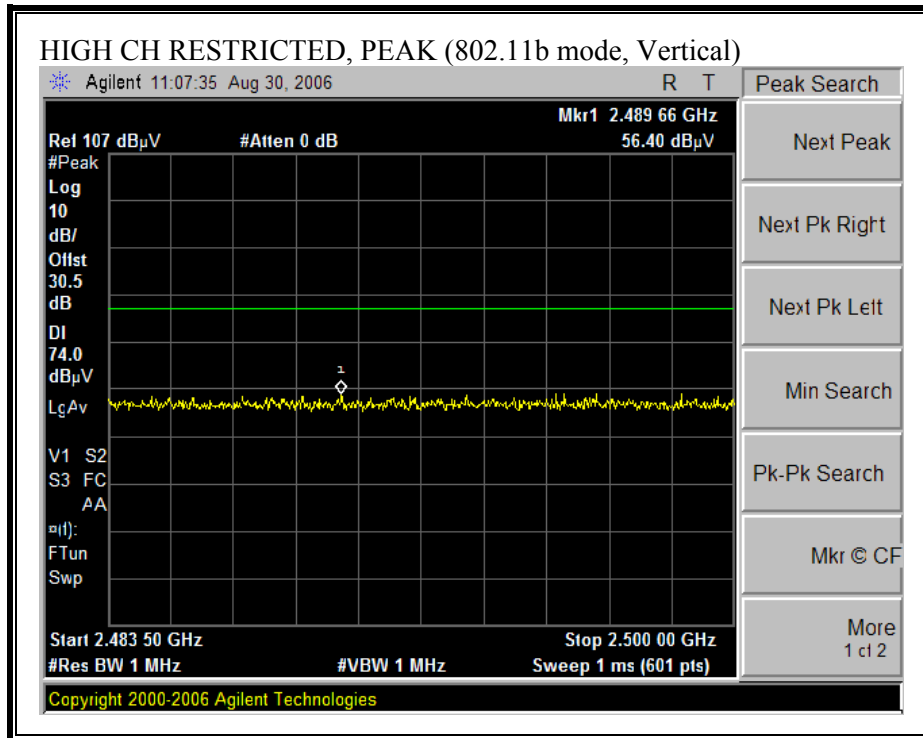 HIGH CH RESTRICTED, PEAK (802.11b mode, Vertical)
Agilent 11:07:35 Aug 30, 2006 R T
Peak Search
Mkr1 2.489 66 GHz
Ref 107 dBµV #Atten 0 dB 56.40 dBµV
#Peak
Log
10
dB/
Offst
30.5
dB
DI
74.0
dBµV
LgAv
V1 S2
S3 FC
AA
¤(f):
FTun
Swp
1
Start 2.483 50 GHz Stop 2.500 00 GHz
#Res BW 1 MHz #VBW 1 MHz Sweep 1 ms (601 pts)
Next Peak
Next Pk Right
Next Pk Left
Min Search
Pk-Pk Search
Mkr © CF
More
1 of 2
Copyright 2000-2006 Agilent Technologies